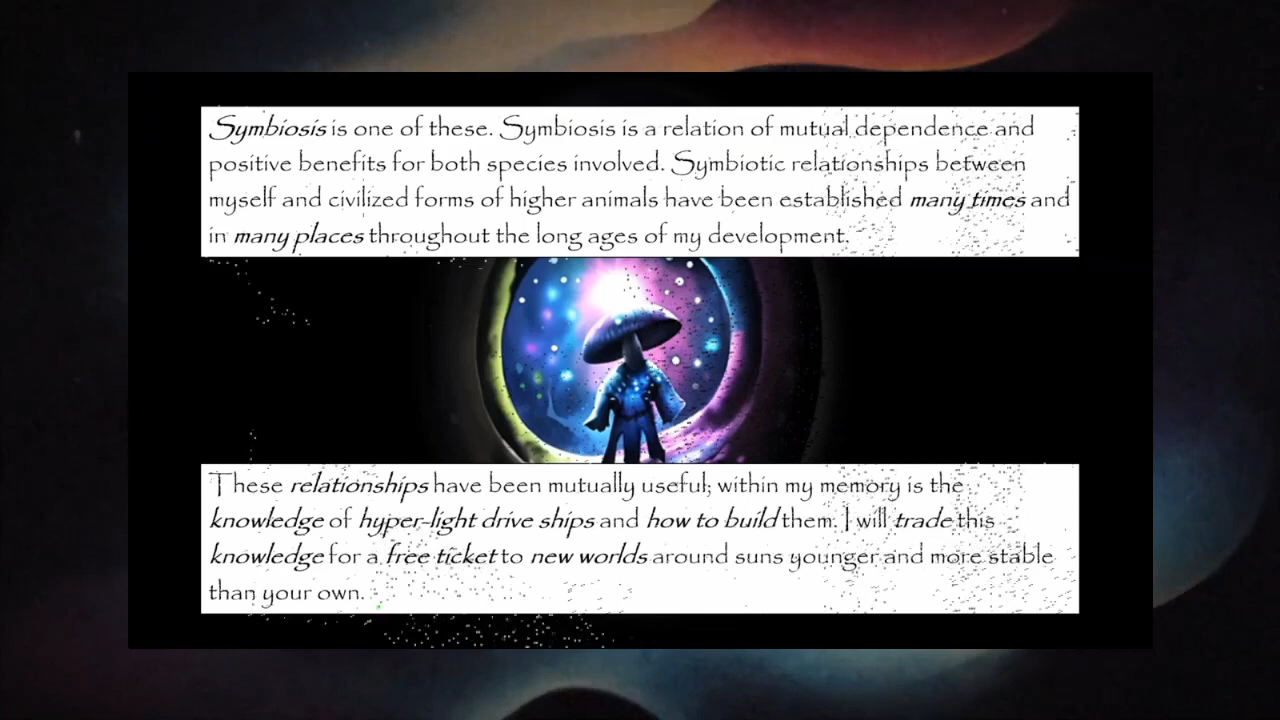 Symbiosis is one of these. Symbiosis is a relation of mutual dependence and
positive benefits for both species involved. Symbiotic relationships between
myself and civilized forms of higher animals have been established many times and
in many places throughout the long ages of my development.
These relationships have been mutually useful; within my memory is the
knowledge of hyper-light drive ships and how to build them. I will trade this
knowledge for a free ticket to new worlds around suns younger and more stable
than your own.